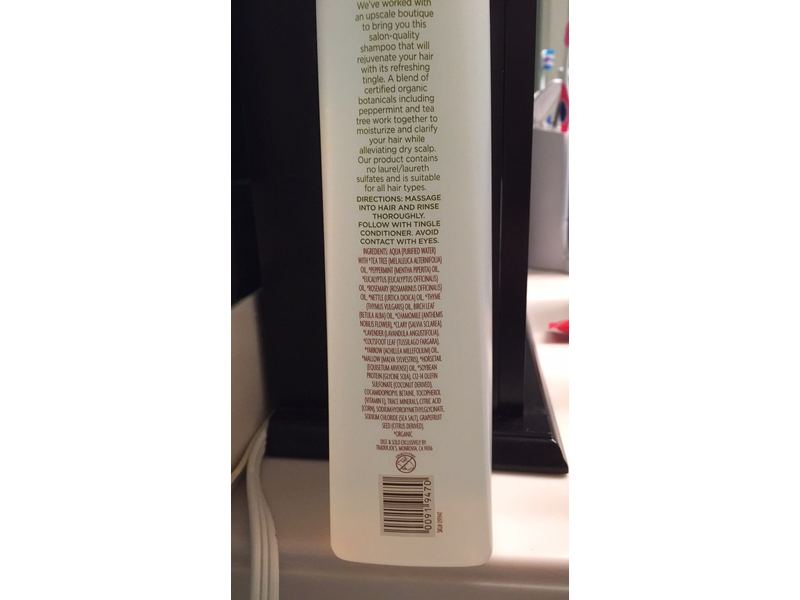 We've worked with
an upscale boutique
to bring you this
salon-quality
shampoo that will
rejuvenate your hair
with its refreshing
tingle. A blend of
certified organic
botanicals including
peppermint and tea
tree work together to
moisturize and clarify
your hair while
alleviating dry scalp.
Our product contains
no laurel/laureth
sulfates and is suitable
for all hair types.
DIRECTIONS: MASSAGE
INTO HAIR AND RINSE
THOROUGHLY.
FOLLOW WITH TINGLE
CONDITIONER. AVOID
CONTACT WITH EYES.
INGREDIENTS: AQUA (PURIFIED WATER)
WITH *TEA TREE (MELALEUCA ALTERNIFOLIA)
OIL, *PEPPERMINT (MENTHA PIPERITA) OIL,
*EUCALYPTUS (EUCALYPTUS OFFICINALIS)
OIL, *ROSEMARY (ROSMARINUS OFFICINALIS)
OIL, *NETTLE (URTICA DIOICA) OIL, *THYME
(THYMUS VULGARIS) OIL, BIRCH LEAF
(BETULA ALBA) OIL, *CHAMOMILE (ANTHEMIS
NOBILIS FLOWER), *CLARY (SALVIA SCLAREA),
*LAVENDER (LAVANDULA ANGUSTIFOLIA),
*COLTSFOOT LEAF (TUSSILAGO FARGARA),
*YARROW (ACHILLEA MILLEFOLIUM) OIL,
*MALLOW (MALVA SYLVESTRIS), *HORSETAIL
(EQUISETUM ARVENSE) OIL, *SOYBEAN
PROTEIN (GLYCINE SOJA), C12-14 OLEFIN
SULFONATE (COCONUT DERIVED),
COCAMIDOPROPYL BETAINE, TOCOPHEROL
(VITAMIN E), TRACE MINERALS, CITRIC ACID
(CORN), SODIUM HYDROXYMETHYLGLYCINATE,
SODIUM CHLORIDE (SEA SALT), GRAPEFRUIT
SEED (CITRUS DERIVED).
*ORGANIC
DIST. & SOLD EXCLUSIVELY BY
TRADER JOE'S, MONROVIA, CA 91016
0091 9470
SKU# 091947